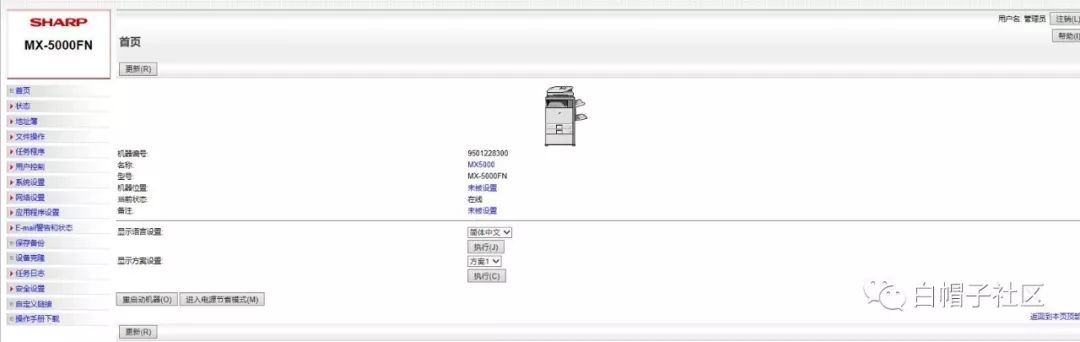 SHARP
MX-5000FN
用户名: 管理员
注销(L)
帮助(I)
首页
更新(R)
首页
状态
地址簿
文件操作
任务程序
用户控制
系统设置
网络设置
应用程序设置
E-mail警告和状态
保存备份
设备克隆
任务日志
安全设置
自定义链接
操作手册下载
机器编号: 9501228300
名称: MX5000
型号: MX-5000FN
机器位置: 未被设置
当前状态: 在线
备注: 未被设置
显示语言设置: 简体中文
执行(J)
显示方案设置: 方案1
执行(C)
重启动机器(O) 进入电源节省模式(M)
白帽子社区
返回到本页顶部
更新(R)